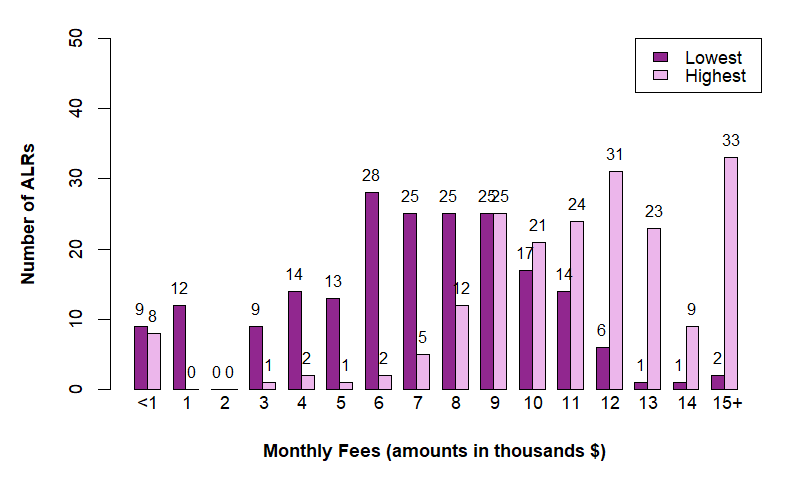 50
40
30
20
10
0
Number of ALRs
Lowest
Highest
9 8 12 0 0 0 9 1 14 2 13 1 28 2 25 5 25 12 25 25 17 21 14 24 6 31 1 23 1 9 2 33
<1 1 2 3 4 5 6 7 8 9 10 11 12 13 14 15+
Monthly Fees (amounts in thousands $)